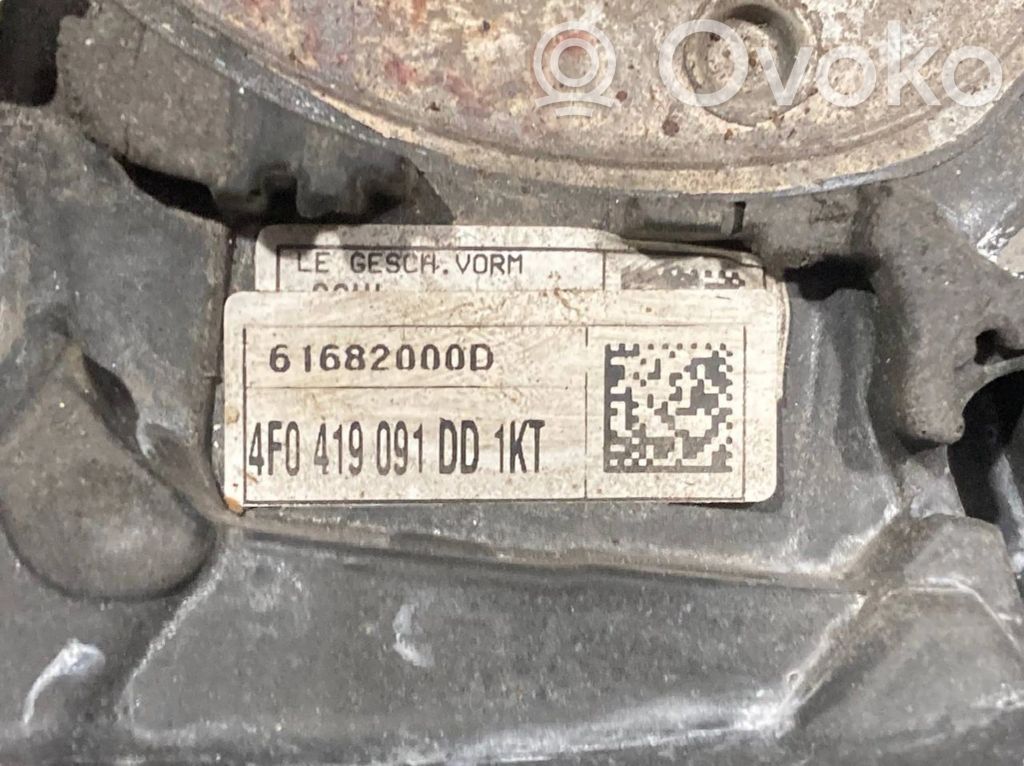 Ovoko
LE GESCH.VORM
61682000D
4F0 419 091 DD 1KT